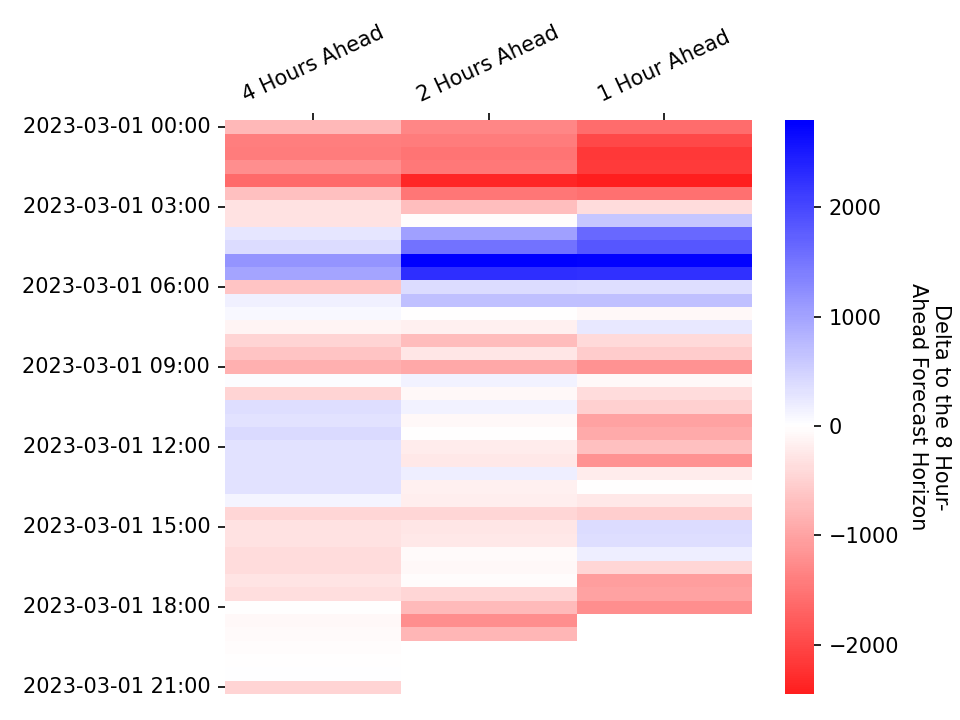 4 Hours Ahead
2 Hours Ahead
1 Hour Ahead
2023-03-01 00:00
2023-03-01 03:00
2023-03-01 06:00
2023-03-01 09:00
2023-03-01 12:00
2023-03-01 15:00
2023-03-01 18:00
2023-03-01 21:00
2000
1000
0
−1000
−2000
Delta to the 8 Hour-
Ahead Forecast Horizon